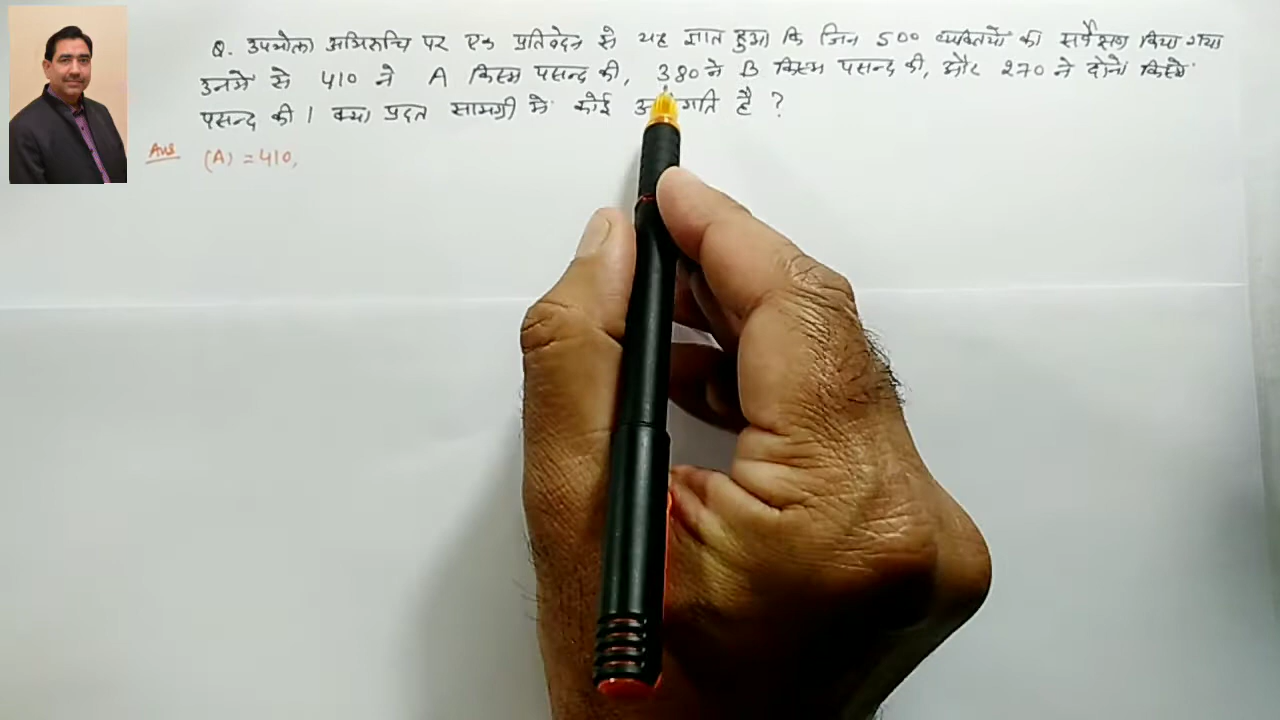 Q. उपभोक्ता अभिरुचि पर एक प्रतिवेदन से यह ज्ञात हुआ कि जिन 500 व्यक्तियों का सर्वेक्षण किया गया
उनमें से 410 ने A किस्म पसन्द की, 380 ने B किस्म पसन्द की, और 270 ने दोनों किस्में
पसन्द की । क्या प्रदत्त सामग्री में कोई है ?
Ans (A) = 410,